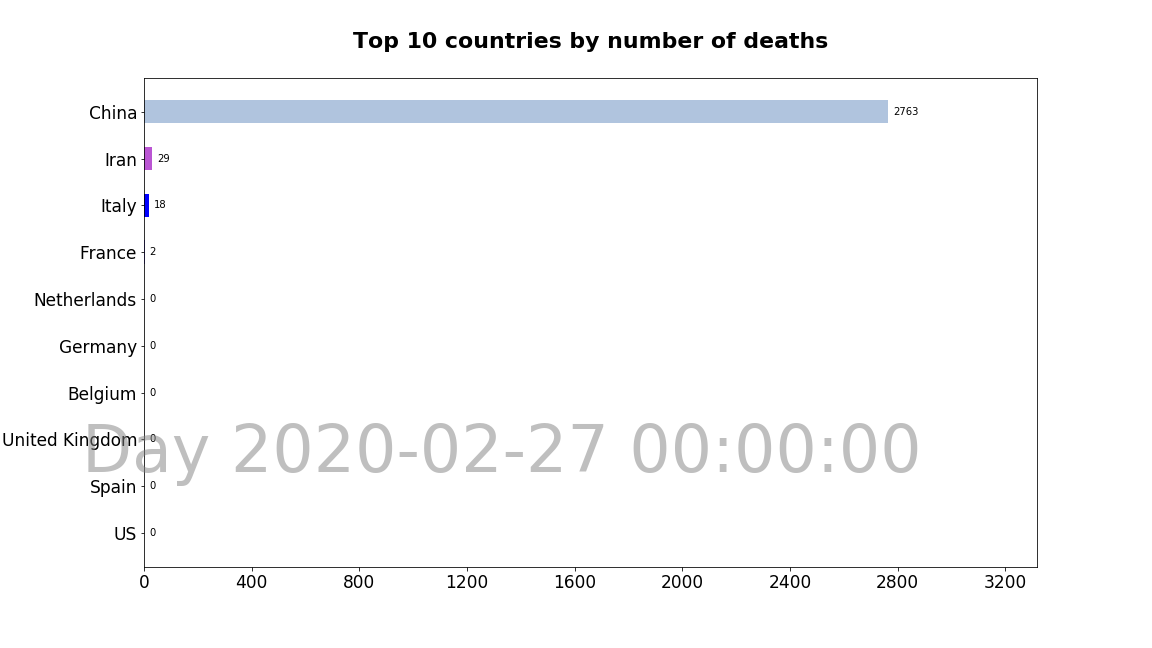 Top 10 countries by number of deaths
China 2763
Iran 29
Italy 18
France 2
Netherlands 0
Germany 0
Belgium 0
United Kingdom 0
Day 2020-02-27 00:00:00
Spain 0
US 0
0 400 800 1200 1600 2000 2400 2800 3200